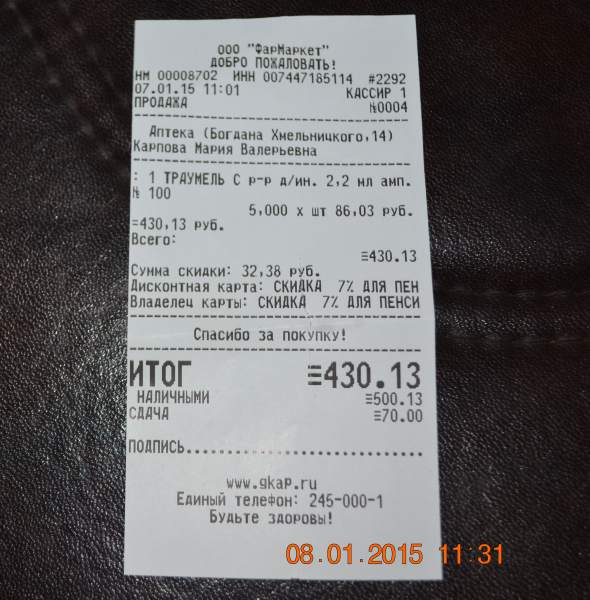 ООО "ФарМаркет"
ДОБРО ПОЖАЛОВАТЬ!
НМ 00008702 ИНН 007447185114 #2292
07.01.15 11:01 КАССИР 1
ПРОДАЖА №0004
Аптека (Богдана Хмельницкого,14)
Карпова Мария Валерьевна
: 1 ТРАУМЕЛЬ С р-р д/ин. 2,2 мл амп.
№ 100
5,000 х шт 86,03 руб.
=430,13 руб.
Всего:
≡430.13
Сумма скидки: 32,38 руб.
Дисконтная карта: СКИДКА 7% ДЛЯ ПЕН
Владелец карты: СКИДКА 7% ДЛЯ ПЕНСИ
Спасибо за покупку!
ИТОГ ≡430.13
НАЛИЧНЫМИ ≡500.13
СДАЧА ≡70.00
ПОДПИСЬ..............................
www.gkaP.ru
Единый телефон: 245-000-1
Будьте здоровы!
08.01.2015 11:31